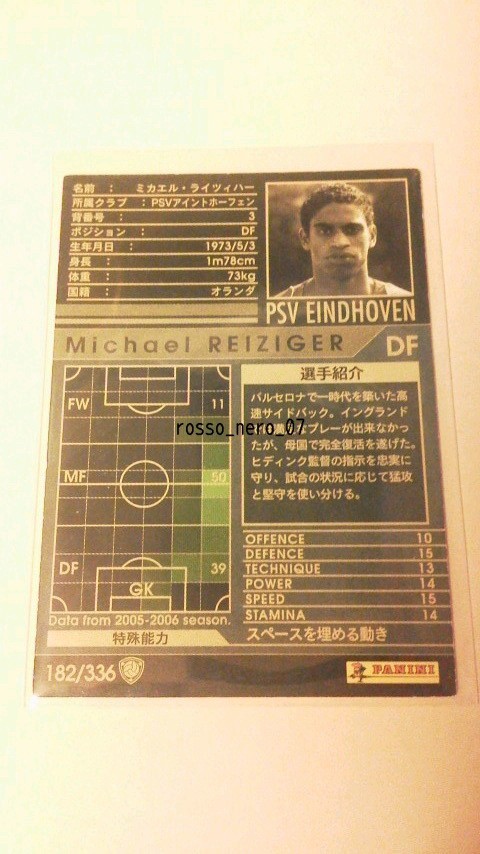 名前 : ミカエル・ライツィハー
所属クラブ : PSVアイントホーフェン
背番号 : 3
ポジション : DF
生年月日 : 1973/5/3
身長 : 1m78cm
体重 : 73kg
国籍 : オランダ
PSV EINDHOVEN
Michael REIZIGER DF
FW 11
MF 50
DF 39
GK
Data from 2005-2006 season.
選手紹介
バルセロナで一時代を築いた高
速サイドバック。イングランド
プレーが出来なかっ
たが、母国で完全復活を遂げた。
ヒディンク監督の指示を忠実に
守り、試合の状況に応じて猛攻
と堅守を使い分ける。
rosso_nero_07
OFFENCE 10
DEFENCE 15
TECHNIQUE 13
POWER 14
SPEED 15
STAMINA 14
特殊能力 スペースを埋める動き
182/336
PANINI